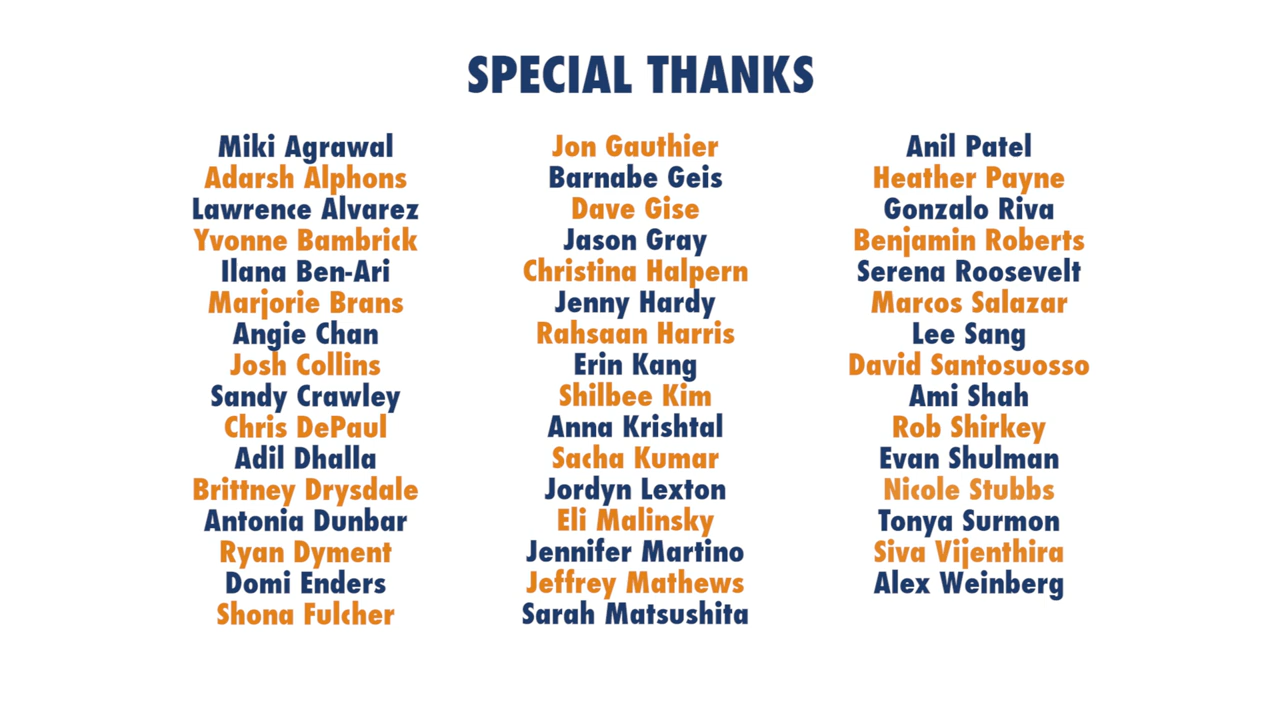 SPECIAL THANKS
Miki Agrawal
Adarsh Alphons
Lawrence Alvarez
Yvonne Bambrick
Ilana Ben-Ari
Marjorie Brans
Angie Chan
Josh Collins
Sandy Crawley
Chris DePaul
Adil Dhalla
Brittney Drysdale
Antonia Dunbar
Ryan Dyment
Domi Enders
Shona Fulcher
Jon Gauthier
Barnabe Geis
Dave Gise
Jason Gray
Christina Halpern
Jenny Hardy
Rahsaan Harris
Erin Kang
Shilbee Kim
Anna Krishtal
Sacha Kumar
Jordyn Lexton
Eli Malinsky
Jennifer Martino
Jeffrey Mathews
Sarah Matsushita
Anil Patel
Heather Payne
Gonzalo Riva
Benjamin Roberts
Serena Roosevelt
Marcos Salazar
Lee Sang
David Santosuosso
Ami Shah
Rob Shirkey
Evan Shulman
Nicole Stubbs
Tonya Surmon
Siva Vijenthira
Alex Weinberg